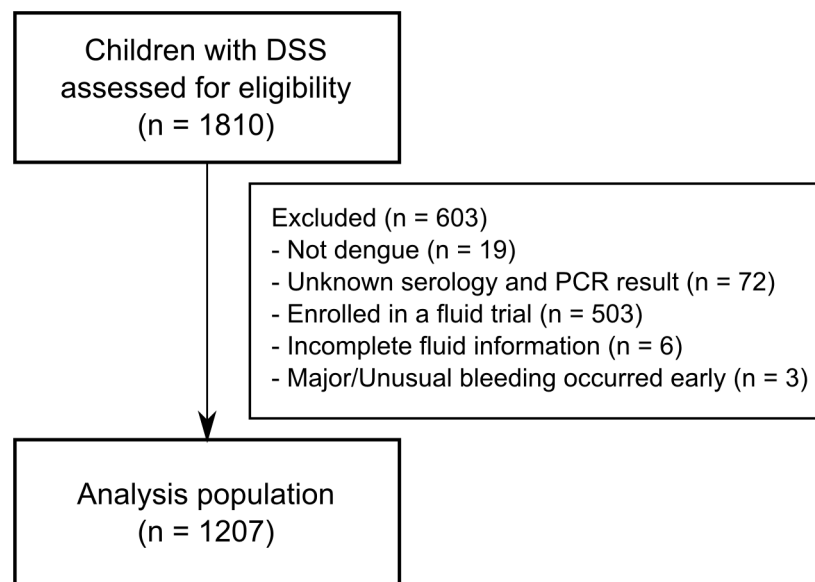 Children with DSS
assessed for eligibility
(n = 1810)
Excluded (n = 603)
- Not dengue (n = 19)
- Unknown serology and PCR result (n = 72)
- Enrolled in a fluid trial (n = 503)
- Incomplete fluid information (n = 6)
- Major/Unusual bleeding occurred early (n = 3)
Analysis population
(n = 1207)